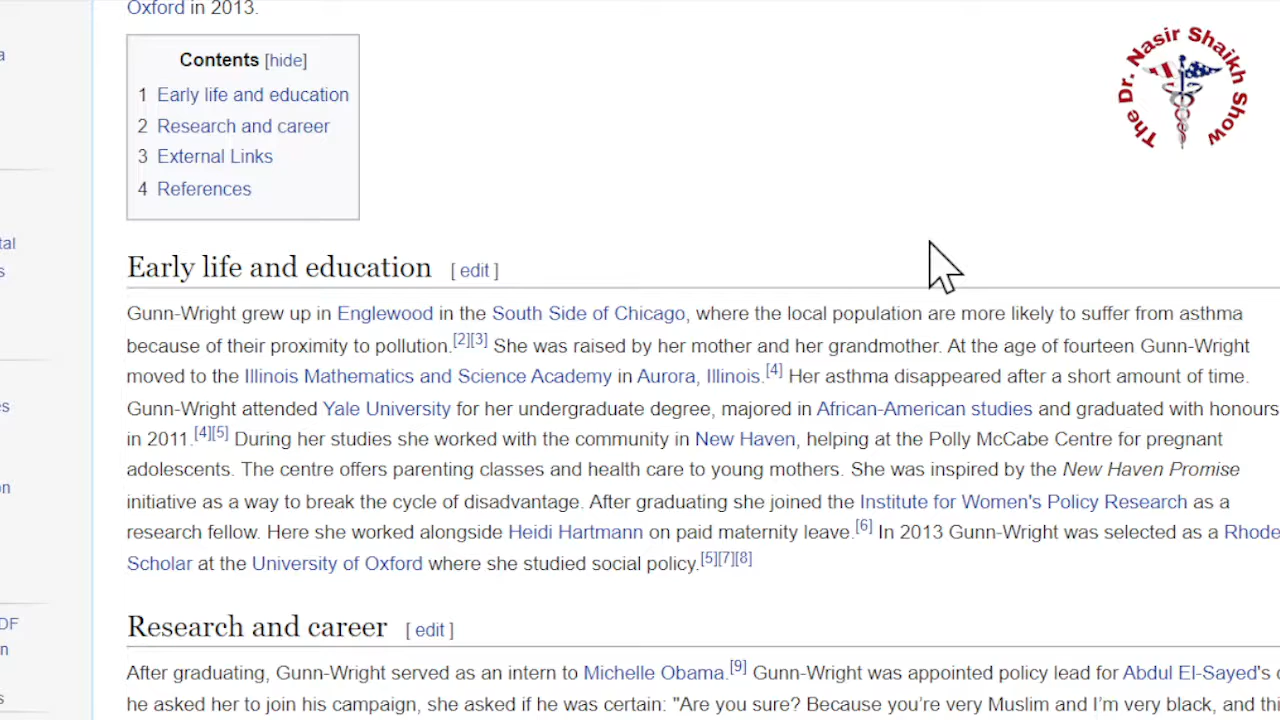 Oxford in 2013.
The Dr. Nasir Shaikh Show
Contents [hide]
1 Early life and education
2 Research and career
3 External Links
4 References
Early life and education [ edit ]
Gunn-Wright grew up in Englewood in the South Side of Chicago, where the local population are more likely to suffer from asthma
because of their proximity to pollution.[2][3] She was raised by her mother and her grandmother. At the age of fourteen Gunn-Wright
moved to the Illinois Mathematics and Science Academy in Aurora, Illinois.[4] Her asthma disappeared after a short amount of time.
Gunn-Wright attended Yale University for her undergraduate degree, majored in African-American studies and graduated with honours
in 2011.[4][5] During her studies she worked with the community in New Haven, helping at the Polly McCabe Centre for pregnant
adolescents. The centre offers parenting classes and health care to young mothers. She was inspired by the New Haven Promise
initiative as a way to break the cycle of disadvantage. After graduating she joined the Institute for Women's Policy Research as a
research fellow. Here she worked alongside Heidi Hartmann on paid maternity leave.[6] In 2013 Gunn-Wright was selected as a Rhode
Scholar at the University of Oxford where she studied social policy.[5][7][8]
Research and career [ edit ]
After graduating, Gunn-Wright served as an intern to Michelle Obama.[9] Gunn-Wright was appointed policy lead for Abdul El-Sayed's
he asked her to join his campaign, she asked if he was certain: "Are you sure? Because you're very Muslim and I'm very black, and